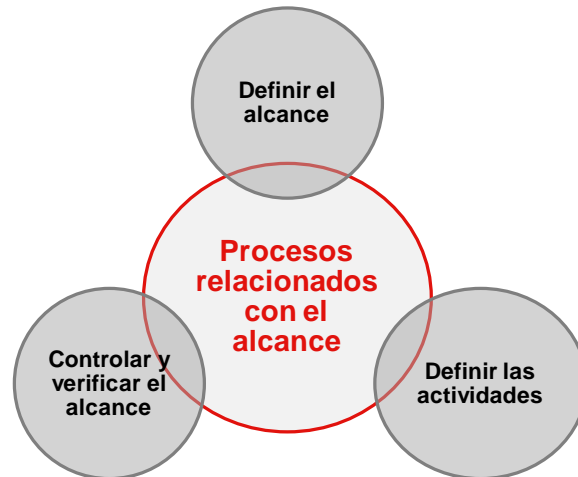 Definir el
alcance
Procesos
relacionados
con el
alcance
Controlar y
verificar el
alcance
Definir las
actividades